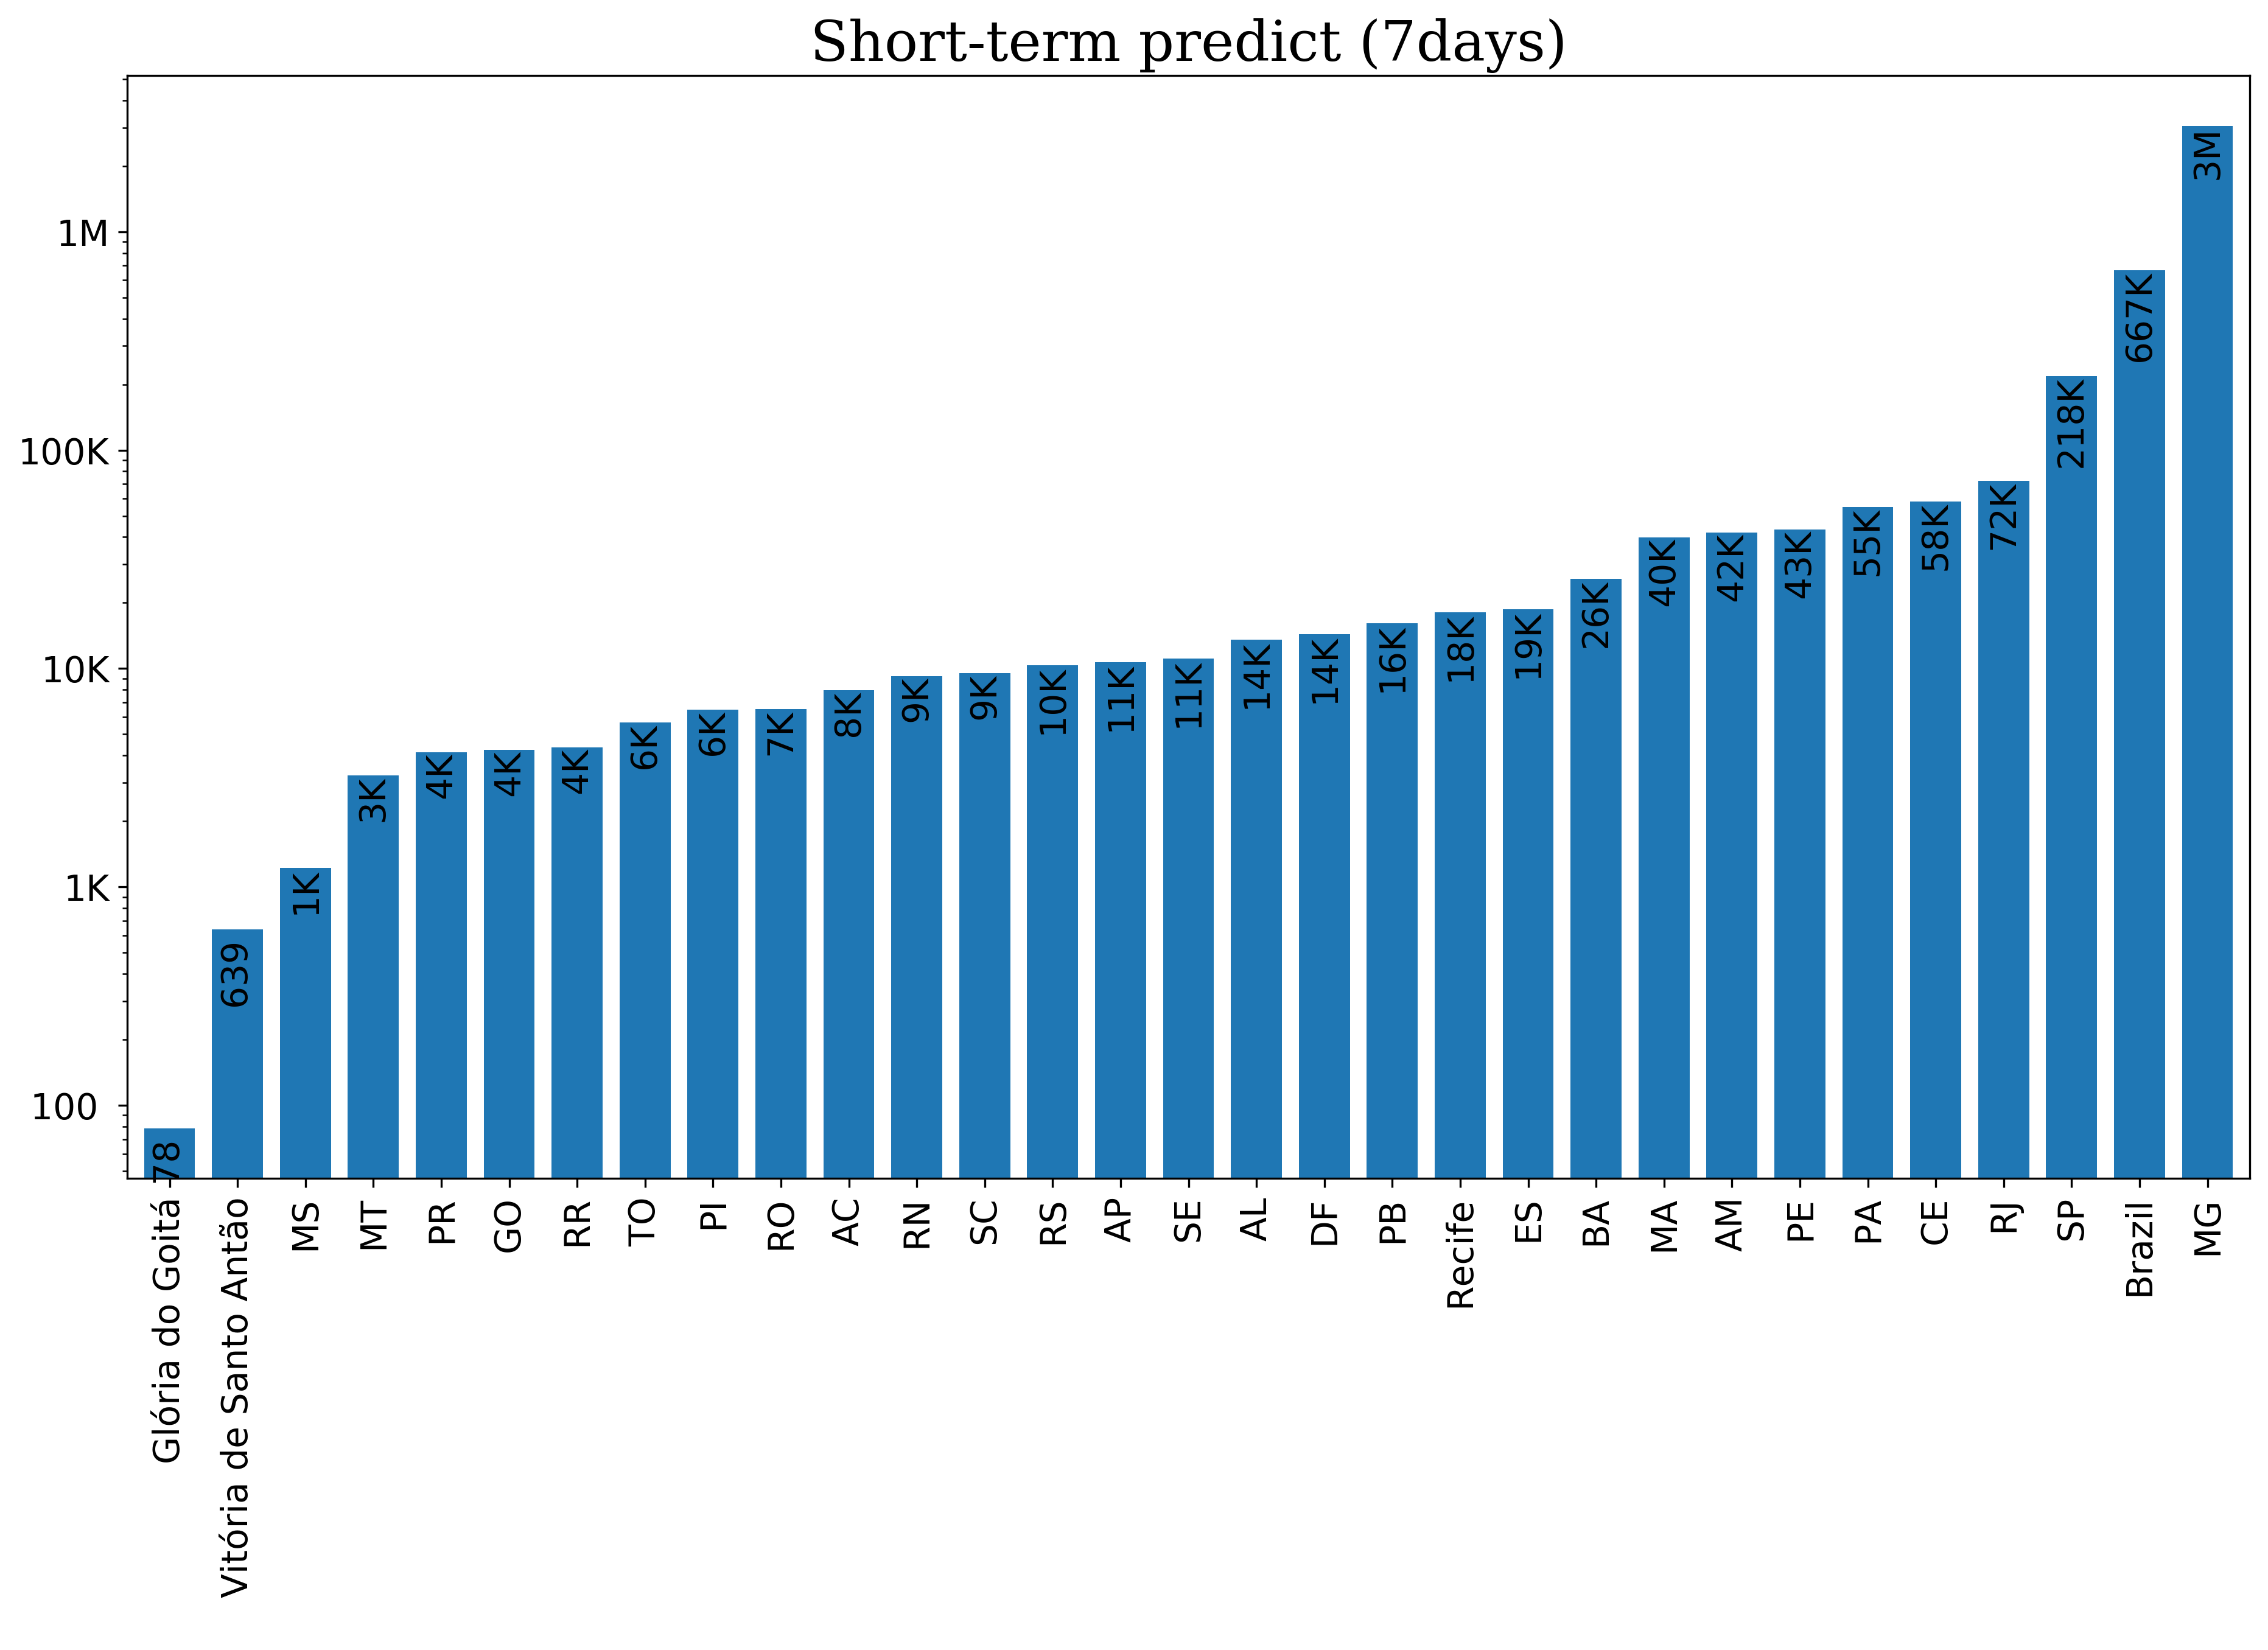 Short-term predict (7days)
1M
100K
10K
1K
100
78
639
1K
3K
4K
4K
4K
6K
6K
7K
8K
9K
9K
10K
11K
11K
14K
14K
16K
18K
19K
26K
40K
42K
43K
55K
58K
72K
218K
667K
3M
Glória do Goitá
Vitória de Santo Antão
MS
MT
PR
GO
RR
TO
PI
RO
AC
RN
SC
RS
AP
SE
AL
DF
PB
Recife
ES
BA
MA
AM
PE
PA
CE
RJ
SP
Brazil
MG